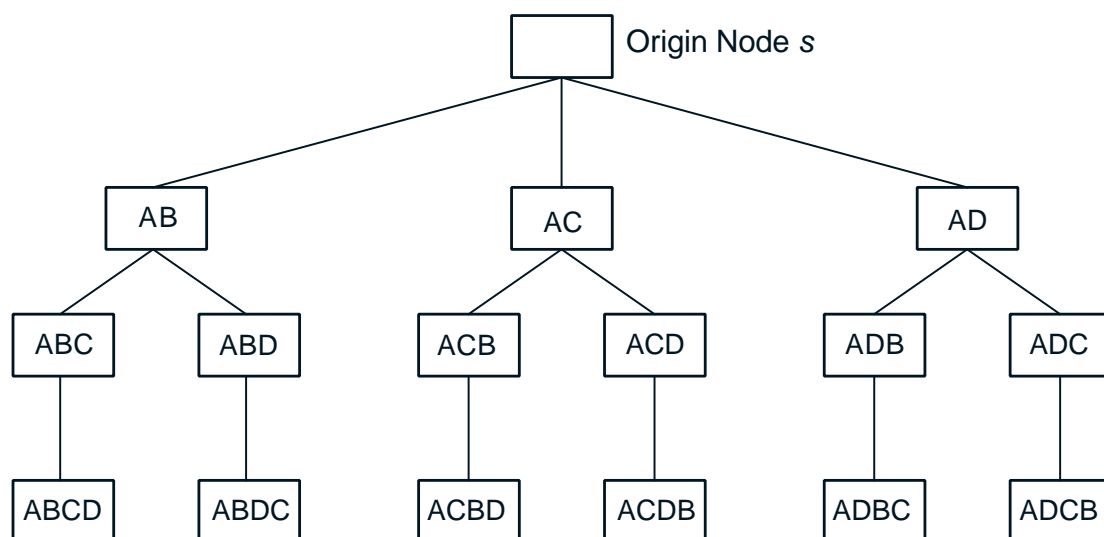 Origin Node s
AB AC AD
ABC ABD ACB ACD ADB ADC
ABCD ABDC ACBD ACDB ADBC ADCB